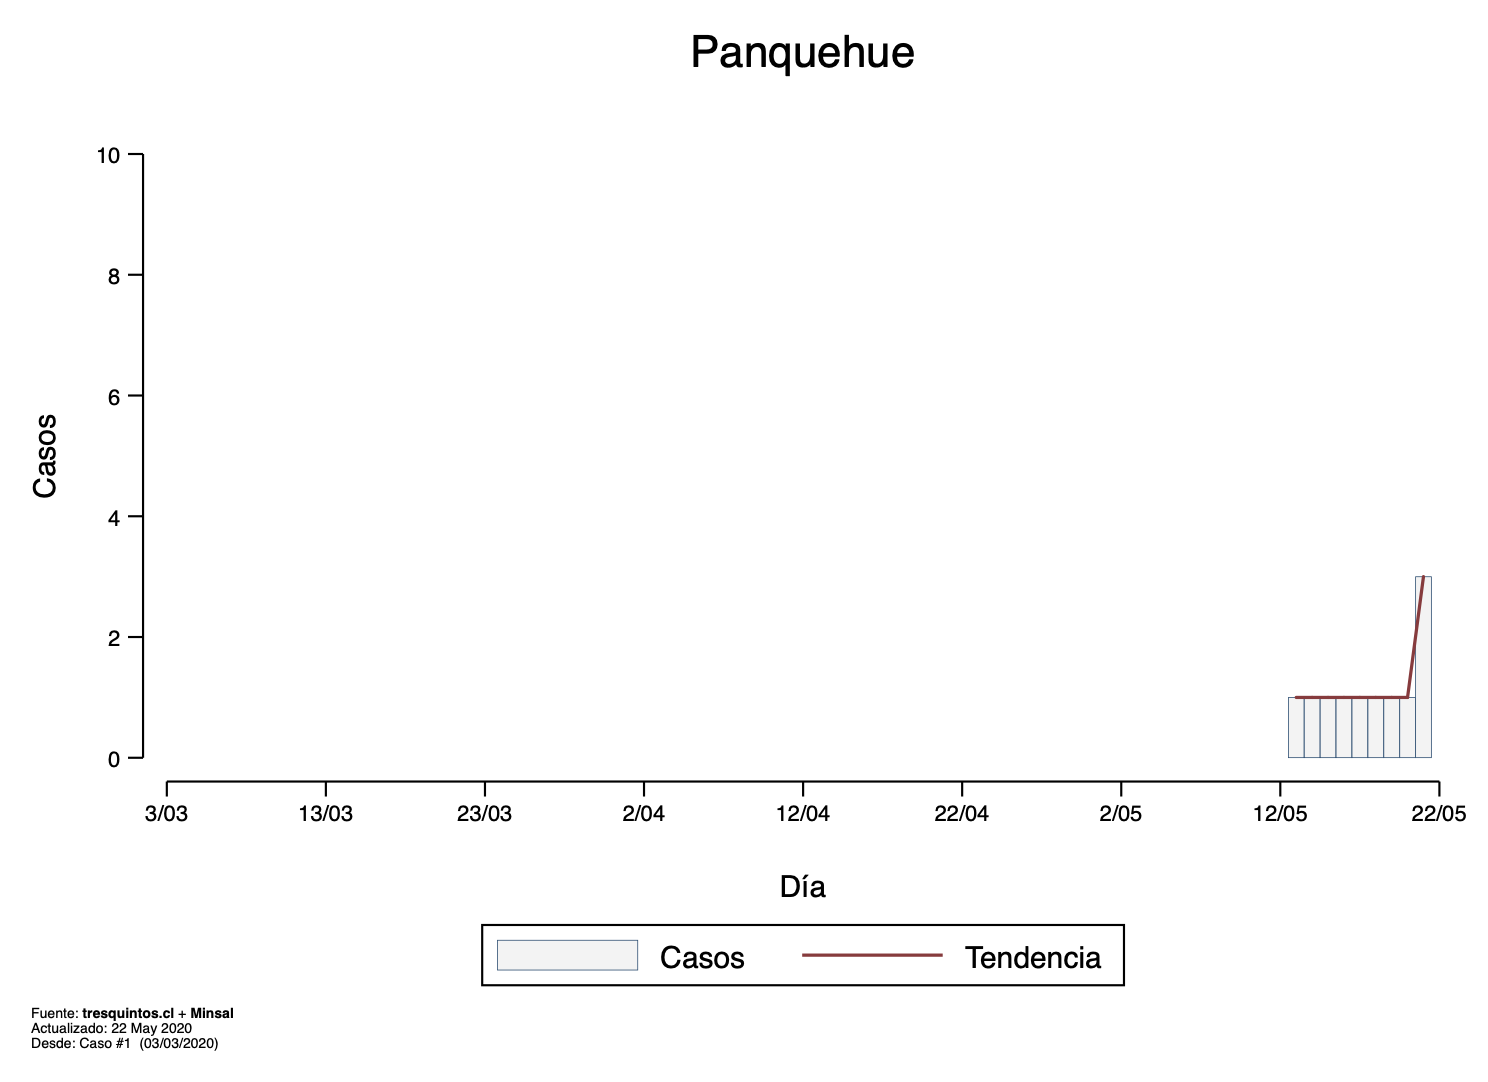 Panquehue
Casos
10
8
6
4
2
0
3/03 13/03 23/03 2/04 12/04 22/04 2/05 12/05 22/05
Día
Casos Tendencia
Fuente: tresquintos.cl + Minsal
Actualizado: 22 May 2020
Desde: Caso #1 (03/03/2020)